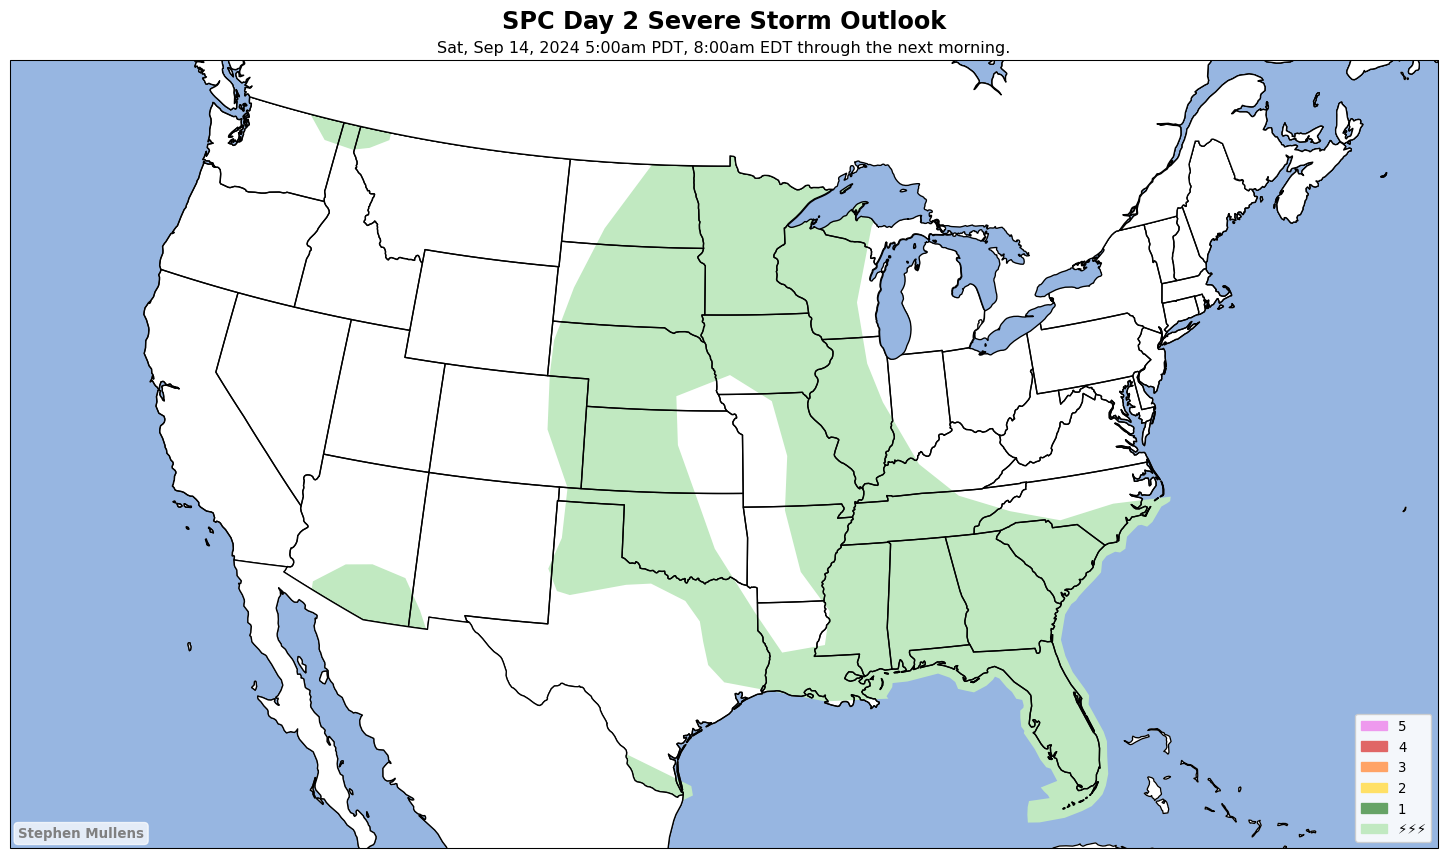 SPC Day 2 Severe Storm Outlook
Sat, Sep 14, 2024 5:00am PDT, 8:00am EDT through the next morning.
5
4
3
2
1
⚡⚡⚡
Stephen Mullens